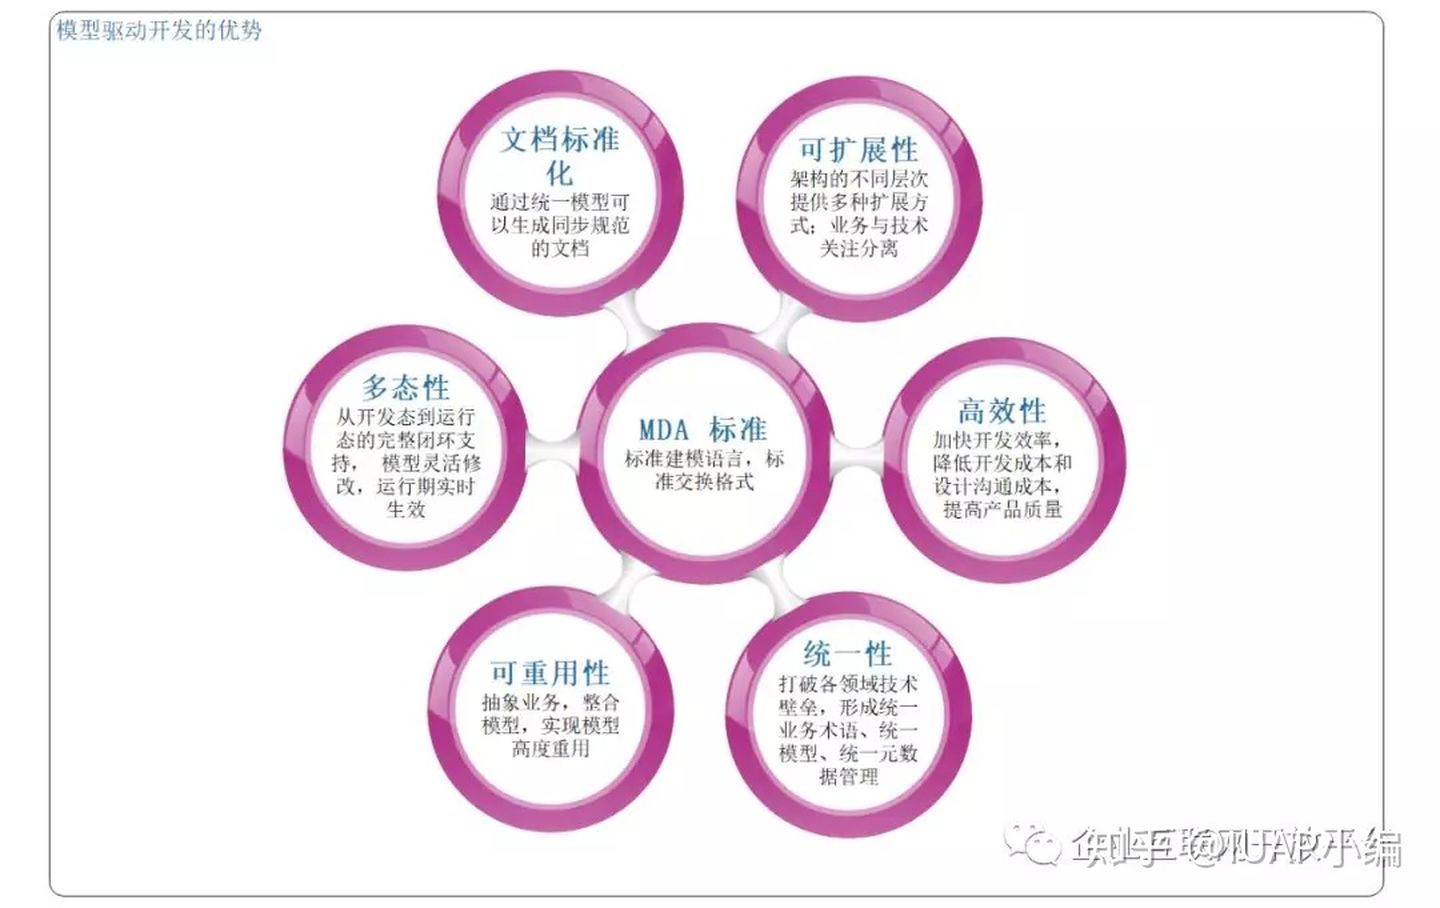 模型驱动开发的优势
文档标准
化
通过统一模型可
以生成同步规范
的文档
可扩展性
架构的不同层次
提供多种扩展方
式；业务与技术
关注分离
多态性
从开发态到运行
态的完整闭环支
持， 模型灵活修
改，运行期实时
生效
MDA 标准
标准建模语言，标
准交换格式
高效性
加快开发效率，
降低开发成本和
设计沟通成本，
提高产品质量
可重用性
抽象业务，整合
模型，实现模型
高度重用
统一性
打破各领域技术
壁垒，形成统一
业务术语、统一
模型、统一元数
据管理